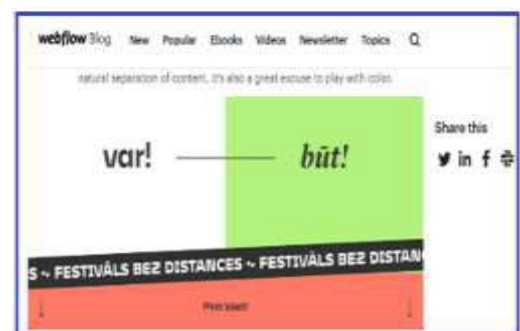 webflow Blog New Popular Ebooks Videos Newsletter Topics
natural separation of content, it's also a great excuse to play with color.
Share this
var! būt!
S ~ FESTIVĀLS BEZ DISTANCES ~ FESTIVĀLS BEZ DISTAN